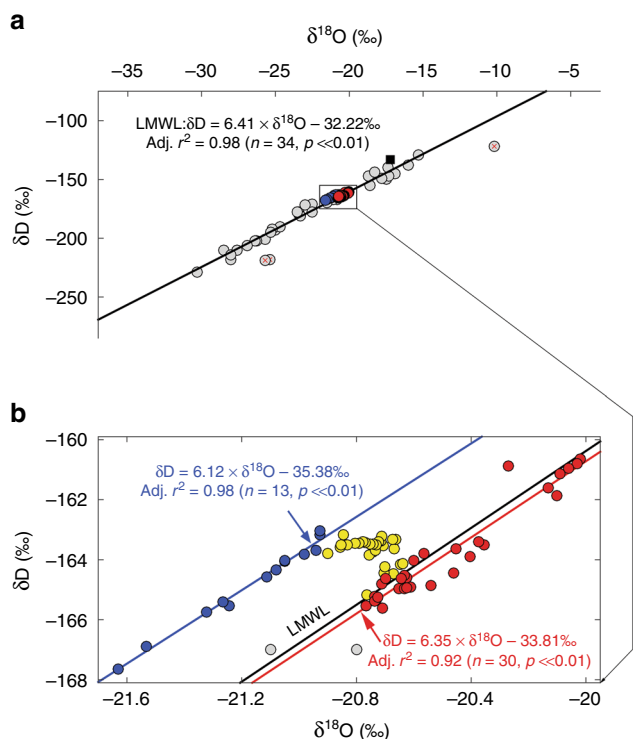 a
δ18O (‰)
−35 −30 −25 −20 −15 −10 −5
LMWL:δD = 6.41 × δ18O − 32.22‰
Adj. r2 = 0.98 (n = 34, p <<0.01)
−100
−150
−200
−250
δD (‰)
b
−160
−162
−164
−166
−168
δD (‰)
δD = 6.12 × δ18O − 35.38‰
Adj. r2 = 0.98 (n = 13, p <<0.01)
LMWL
δD = 6.35 × δ18O − 33.81‰
Adj. r2 = 0.92 (n = 30, p <<0.01)
−21.6 −21.2 −20.8 −20.4 −20
δ18O (‰)